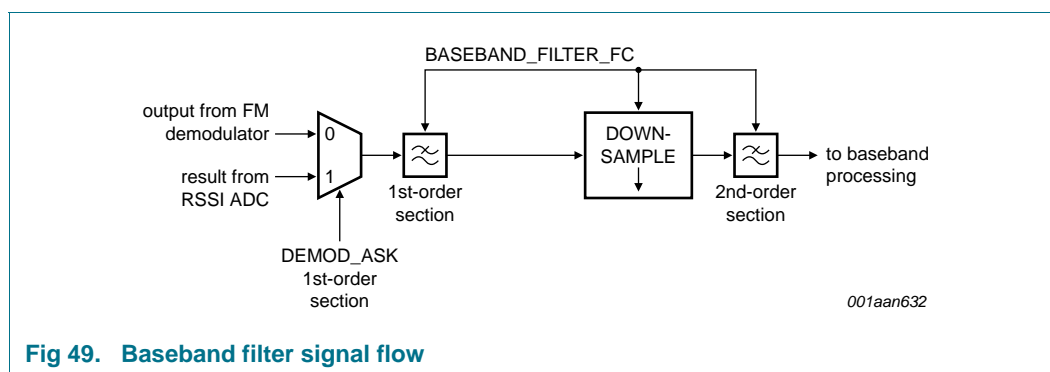 BASEBAND_FILTER_FC
output from FM
demodulator
0
result from
RSSI ADC
1
1st-order
section
DOWN-
SAMPLE
2nd-order
section
to baseband
processing
DEMOD_ASK
1st-order
section
001aan632
Fig 49. Baseband filter signal flow